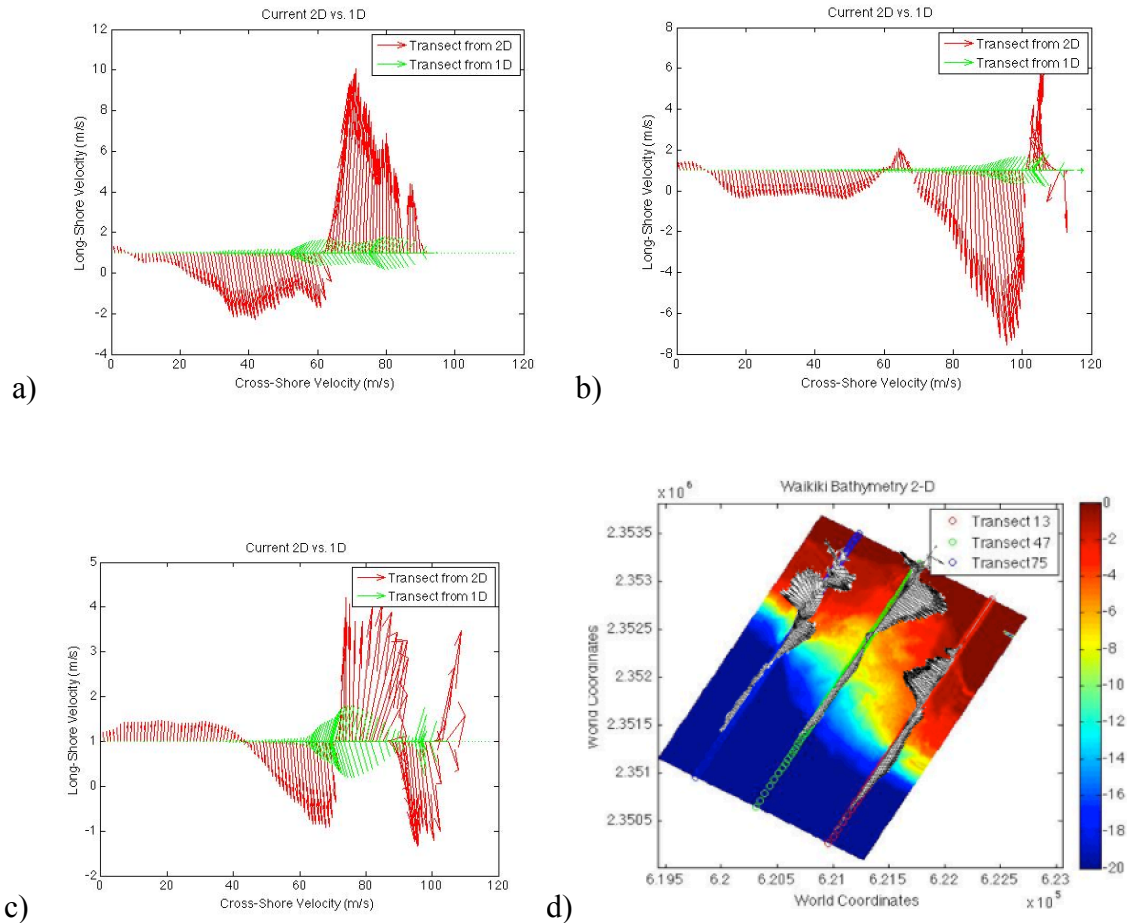 Current 2D vs. 1D
12
10
8
6
4
2
0
-2
-4
Long-Shore Velocity (m/s)
Transect from 2D
Transect from 1D
0 20 40 60 80 100 120
Cross-Shore Velocity (m/s)
a)
Current 2D vs. 1D
8
6
4
2
0
-2
-4
-6
-8
Long-Shore Velocity (m/s)
Transect from 2D
Transect from 1D
0 20 40 60 80 100 120
Cross-Shore Velocity (m/s)
b)
Current 2D vs. 1D
5
4
3
2
1
0
-1
-2
Long-Shore Velocity (m/s)
Transect from 2D
Transect from 1D
0 20 40 60 80 100 120
Cross-Shore Velocity (m/s)
c)
Waikiki Bathymetry 2-D
x 10^6
2.3535
2.353
2.3525
2.352
2.3515
2.351
2.3505
World Coordinates
Transect 13
Transect 47
Transect75
6.195 6.2 6.205 6.21 6.215 6.22 6.225 6.23
World Coordinates
x 10^5
0
-2
-4
-6
-8
-10
-12
-14
-16
-18
-20
d)